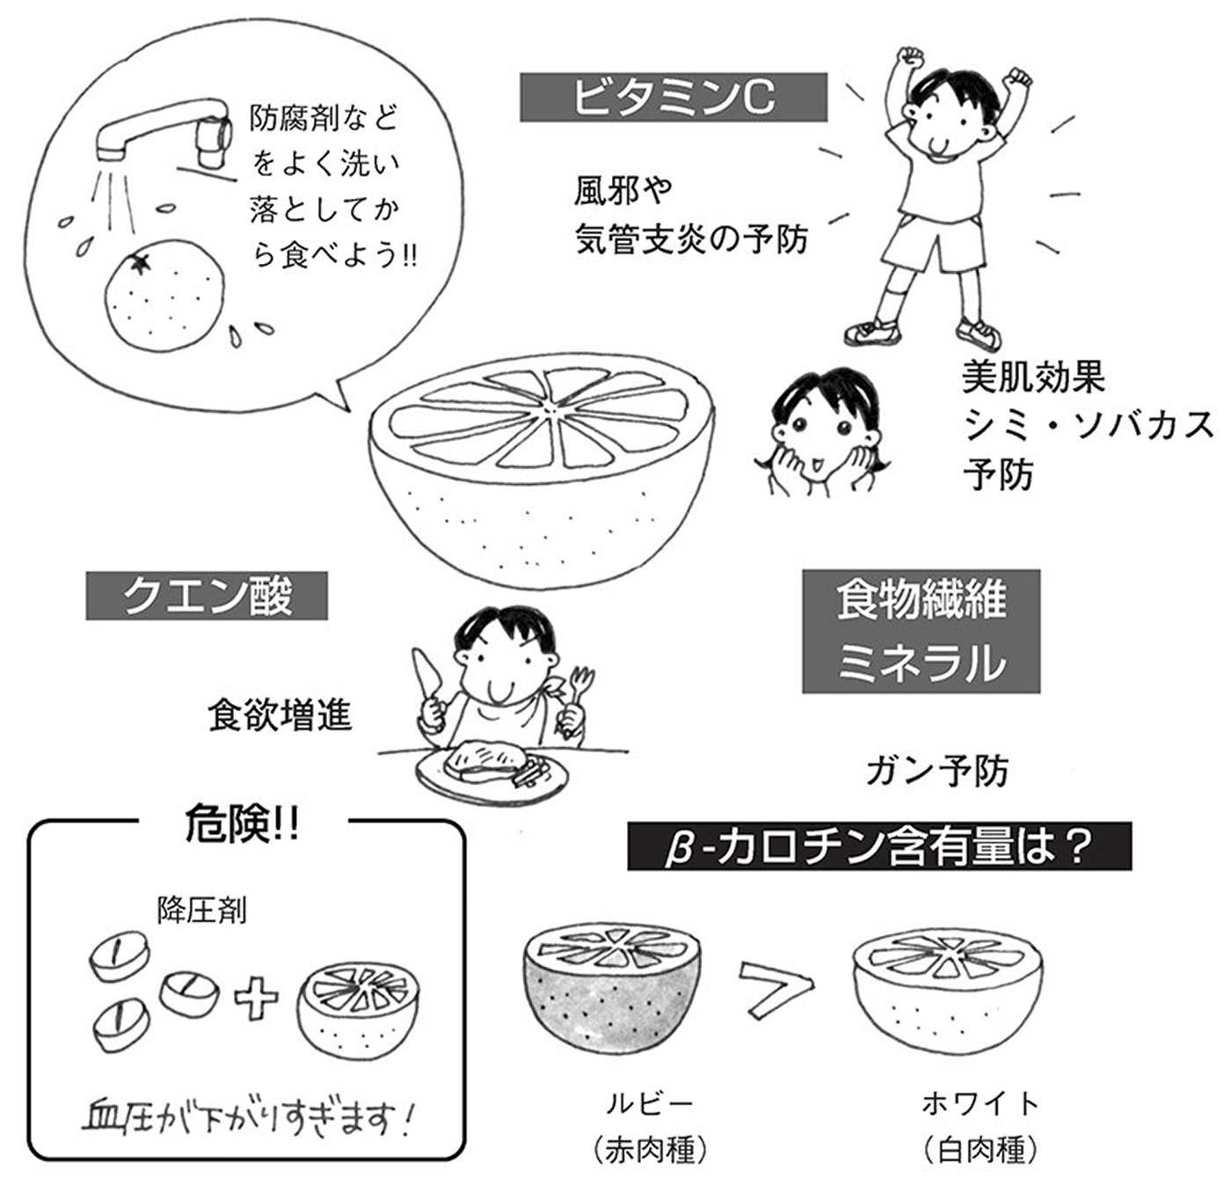 防腐剤など
をよく洗い
落としてか
ら食べよう!!
ビタミンC
風邪や
気管支炎の予防
美肌効果
シミ・ソバカス
予防
クエン酸
食欲増進
食物繊維
ミネラル
ガン予防
危険!!
降圧剤
血圧が下がりすぎます！
β-カロチン含有量は？
ルビー
（赤肉種）
ホワイト
（白肉種）